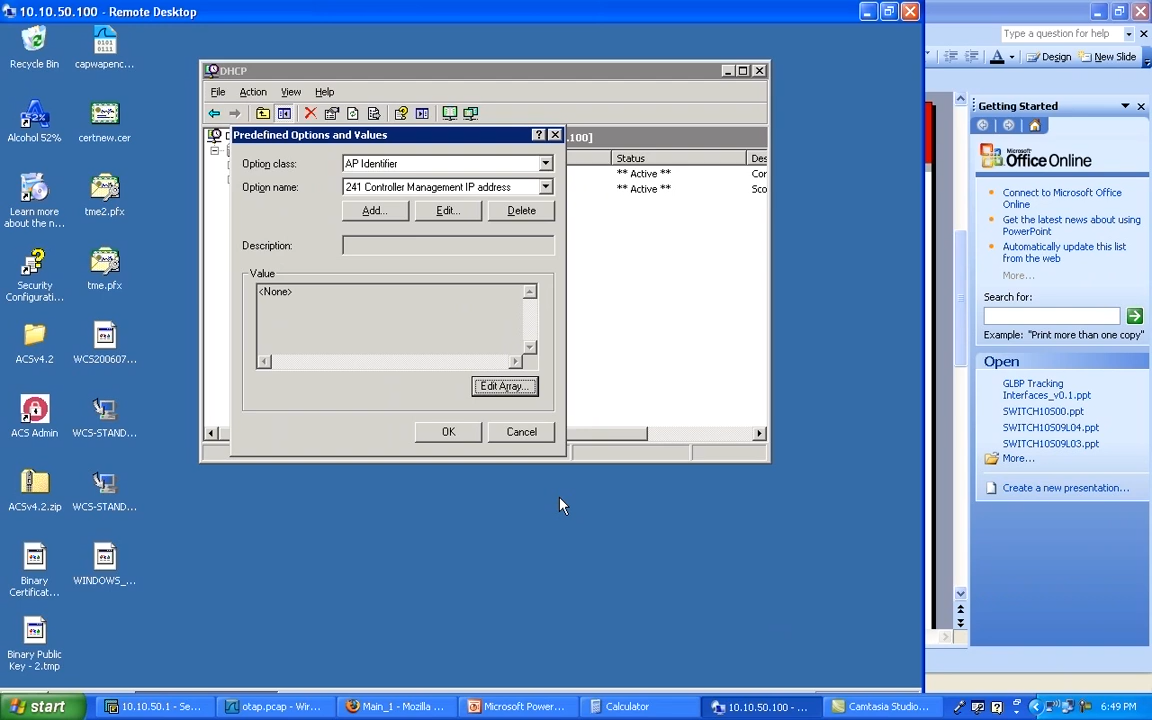 10.10.50.100 - Remote Desktop
Type a question for help
Design
New Slide
Recycle Bin
capwapenc...
Alcohol 52%
certnew.cer
Learn more
about the n...
tme2.pfx
Security
Configurati...
tme.pfx
ACSv4.2
WCS200607...
ACS Admin
WCS-STAND...
ACSv4.2.zip
WCS-STAND...
Binary
Certificat...
WINDOWS_...
Binary Public
Key - 2.tmp
DHCP
File Action View Help
.100]
Status
Des
** Active **
Cor
** Active **
Sco
Predefined Options and Values
Option class:
AP Identifier
Option name:
241 Controller Management IP address
Add...
Edit...
Delete
Description:
Value
<None>
Edit Array...
OK
Cancel
Getting Started
Microsoft
Office Online
Connect to Microsoft Office
Online
Get the latest news about using
PowerPoint
Automatically update this list
from the web
More...
Search for:
Example: "Print more than one copy"
Open
GLBP Tracking
Interfaces_v0.1.ppt
SWITCH10S00.ppt
SWITCH10S09L04.ppt
SWITCH10S09L03.ppt
More...
Create a new presentation...
start
10.10.50.1 - Se...
otap.pcap - Wir...
Main_1 - Mozilla ...
Microsoft Power...
Calculator
10.10.50.100 - ...
Camtasia Studio...
6:49 PM